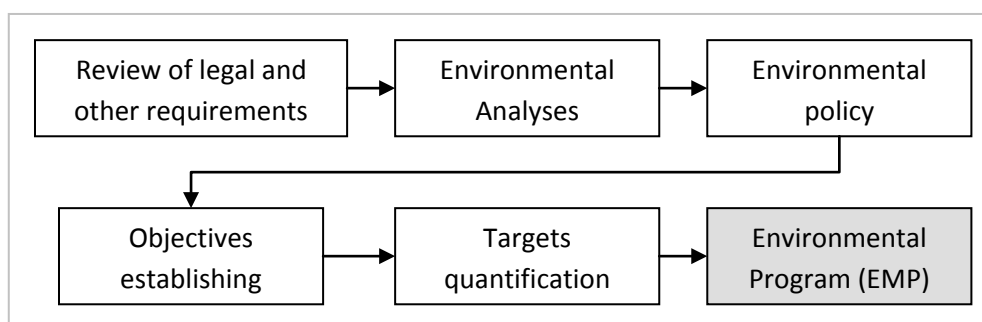 Review of legal and
other requirements
Environmental
Analyses
Environmental
policy
Objectives
establishing
Targets
quantification
Environmental
Program (EMP)